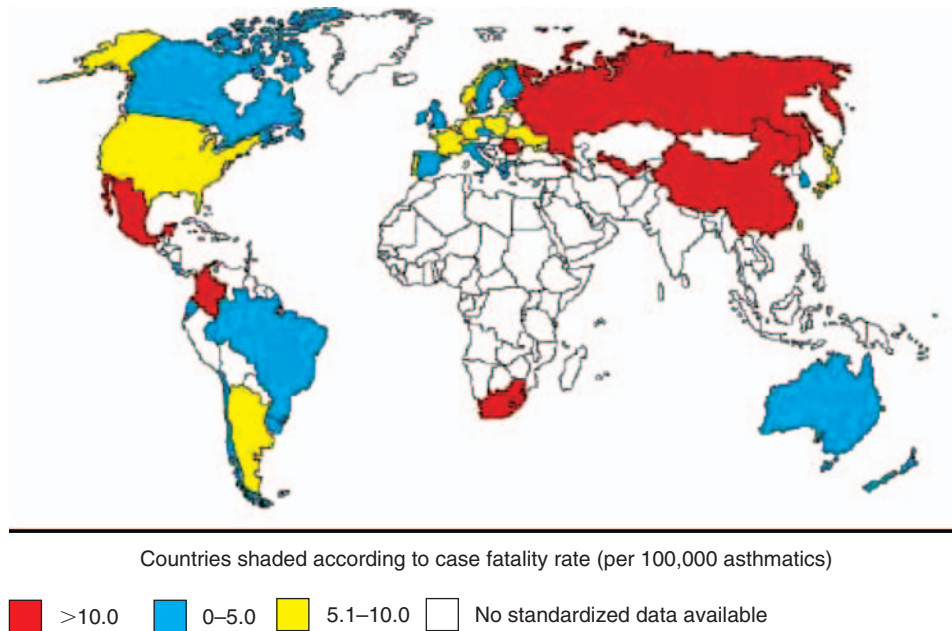 Countries shaded according to case fatality rate (per 100,000 asthmatics)
>10.0 0–5.0 5.1–10.0 No standardized data available